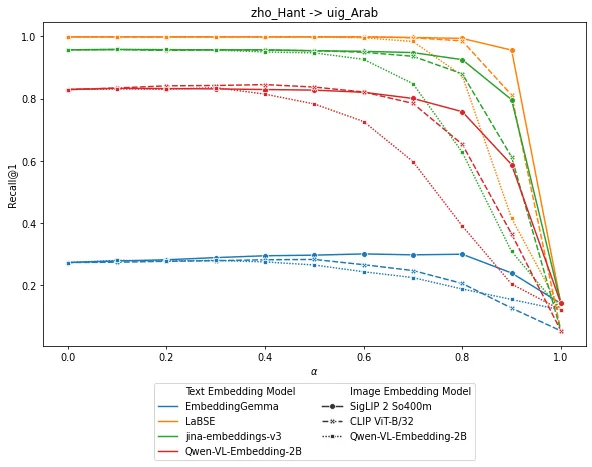 zho_Hant -> uig_Arab
Recall@1
1.0
0.8
0.6
0.4
0.2
0.0 0.2 0.4 0.6 0.8 1.0
α
Text Embedding Model
EmbeddingGemma
LaBSE
jina-embeddings-v3
Qwen-VL-Embedding-2B
Image Embedding Model
SigLIP 2 So400m
CLIP ViT-B/32
Qwen-VL-Embedding-2B